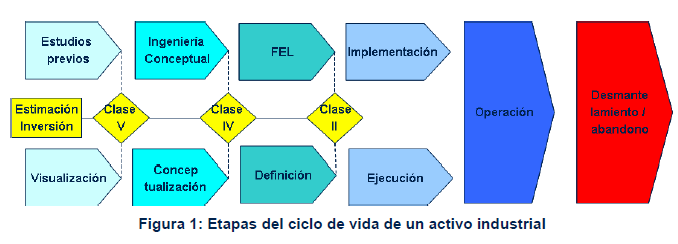 Estudios
previos
Ingeniería
Conceptual
FEL
Implementación
Estimación
Inversión
Clase
V
Clase
IV
Clase
II
Operación
Desmante
lamiento /
abandono
Visualización
Concep
tualización
Definición
Ejecución
Figura 1: Etapas del ciclo de vida de un activo industrial